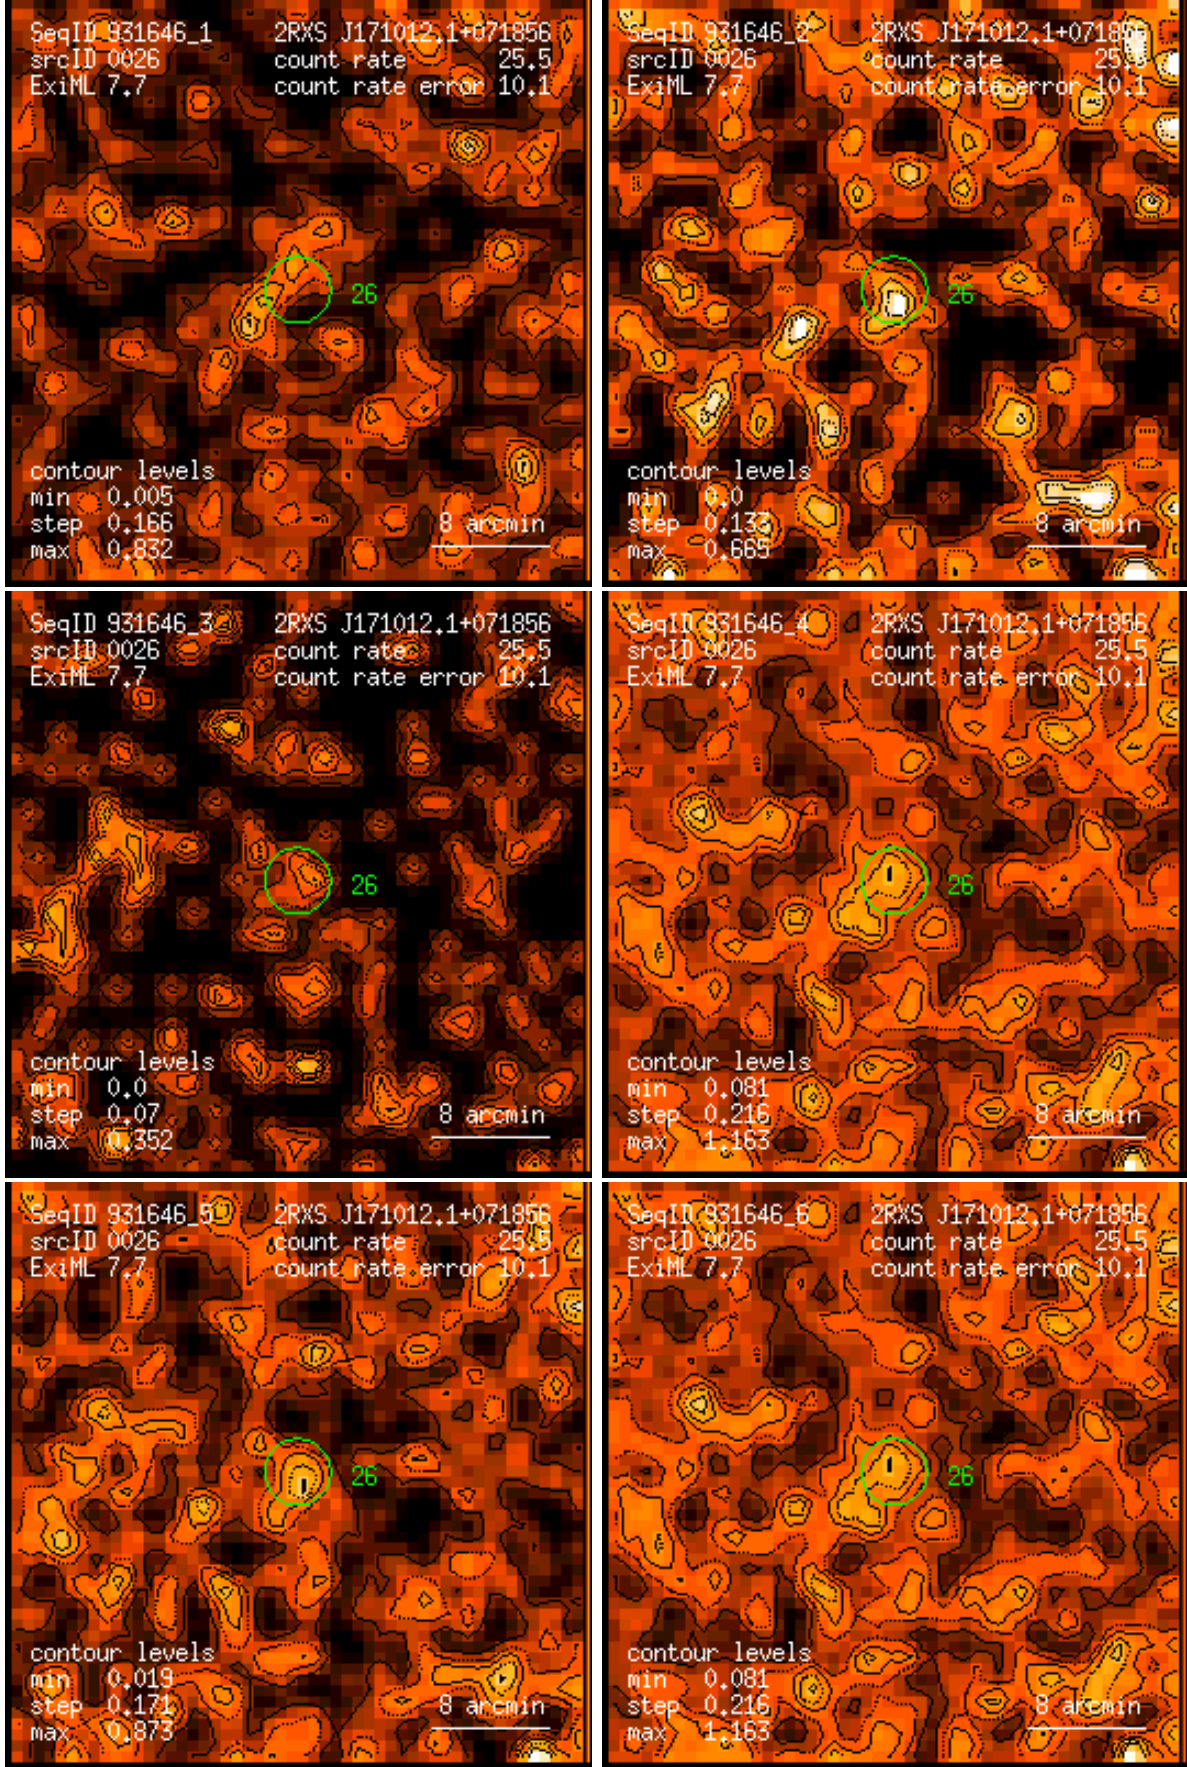 SeqID 931646_1 2RXS J171012.1+071856
srcID 0026 count rate 25.5
ExiML 7.7 count rate error 10.1
26
contour levels
min 0.005
step 0.166 8 arcmin
max 0.832
SeqID 931646_2 2RXS J171012.1+071856
srcID 0026 count rate 25.5
ExiML 7.7 count rate error 10.1
26
contour levels
min 0.0
step 0.133 8 arcmin
max 0.665
SeqID 931646_3 2RXS J171012.1+071856
srcID 0026 count rate 25.5
ExiML 7.7 count rate error 10.1
26
contour levels
min 0.0
step 0.07 8 arcmin
max 0.352
SeqID 931646_4 2RXS J171012.1+071856
srcID 0026 count rate 25.5
ExiML 7.7 count rate error 10.1
26
contour levels
min 0.081
step 0.216 8 arcmin
max 1.163
SeqID 931646_5 2RXS J171012.1+071856
srcID 0026 count rate 25.5
ExiML 7.7 count rate error 10.1
26
contour levels
min 0.019
step 0.171 8 arcmin
max 0.873
SeqID 931646_6 2RXS J171012.1+071856
srcID 0026 count rate 25.5
ExiML 7.7 count rate error 10.1
26
contour levels
min 0.081
step 0.216 8 arcmin
max 1.163